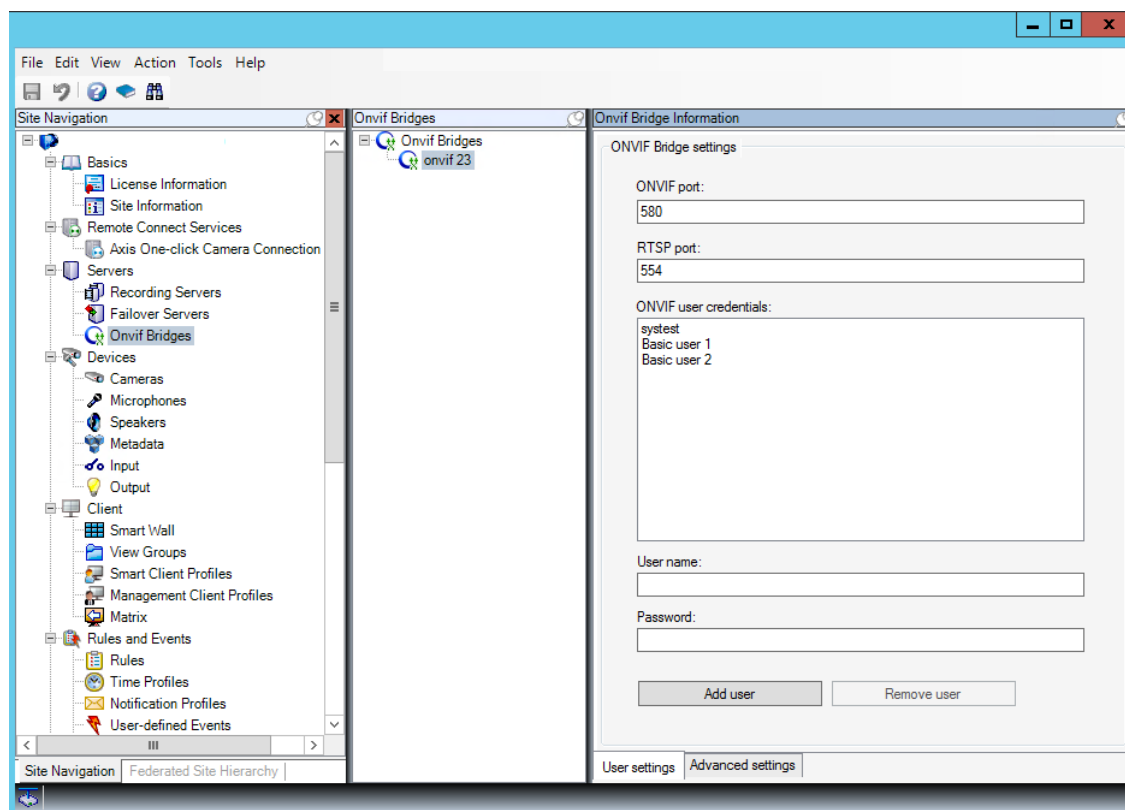 File Edit View Action Tools Help
Site Navigation
Basics
License Information
Site Information
Remote Connect Services
Axis One-click Camera Connection
Servers
Recording Servers
Failover Servers
Onvif Bridges
Devices
Cameras
Microphones
Speakers
Metadata
Input
Output
Client
Smart Wall
View Groups
Smart Client Profiles
Management Client Profiles
Matrix
Rules and Events
Rules
Time Profiles
Notification Profiles
User-defined Events
Site Navigation Federated Site Hierarchy
Onvif Bridges
Onvif Bridges
onvif 23
Onvif Bridge Information
ONVIF Bridge settings
ONVIF port:
580
RTSP port:
554
ONVIF user credentials:
systest
Basic user 1
Basic user 2
User name:
Password:
Add user Remove user
User settings Advanced settings